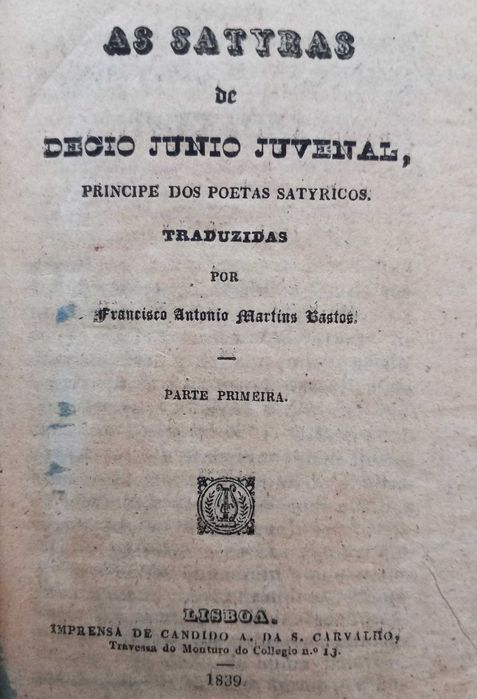 AS SATYRAS
de
DECIO JUNIO JUVENAL,
PRINCIPE DOS POETAS SATYRICOS.
TRADUZIDAS
POR
Francisco Antonio Martins Bastos.
PARTE PRIMEIRA.
LISBOA.
IMPRENSA DE CANDIDO A. DA S. CARVALHO,
Travessa do Monturo do Collegio n.º 13.
1839